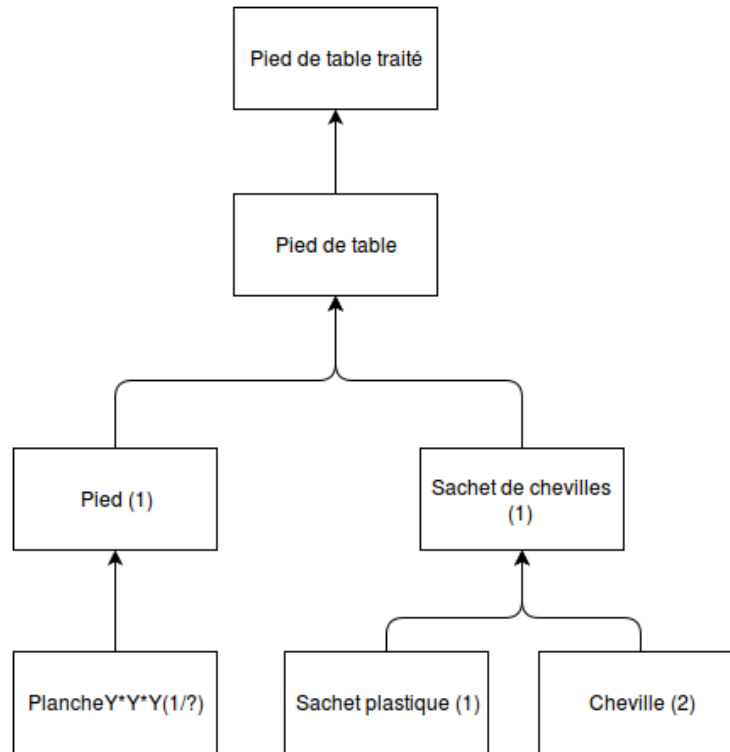 Pied de table traité
Pied de table
Pied (1)
Sachet de chevilles
(1)
PlancheY*Y*Y(1/?)
Sachet plastique (1)
Cheville (2)